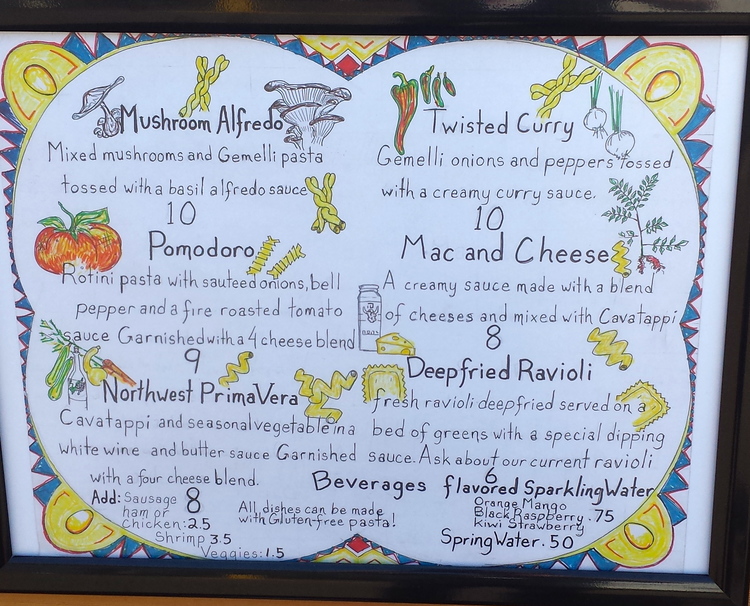 Mushroom Alfredo
Mixed mushrooms and Gemelli pasta
tossed with a basil alfredo sauce
10
Pomodoro
Rotini pasta with sauteed onions, bell
pepper and a fire roasted tomato
sauce Garnished with a 4 cheese blend
9
Northwest PrimaVera
Cavatappi and seasonal vegetable in a
white wine and butter sauce Garnished
with a four cheese blend.
8
Add: Sausage
ham or
chicken: 2.5
Shrimp 3.5
Veggies: 1.5
All dishes can be made
with Gluten-free pasta!
Twisted Curry
Gemelli onions and peppers tossed
with a creamy curry sauce.
10
Mac and Cheese
A creamy sauce made with a blend
of cheeses and mixed with Cavatappi
8
Deepfried Ravioli
fresh ravioli deepfried served on a
bed of greens with a special dipping
sauce. Ask about our current ravioli
6
Beverages flavored Sparkling Water
Orange Mango
Black Raspberry .75
Kiwi Strawberry
Spring Water .50